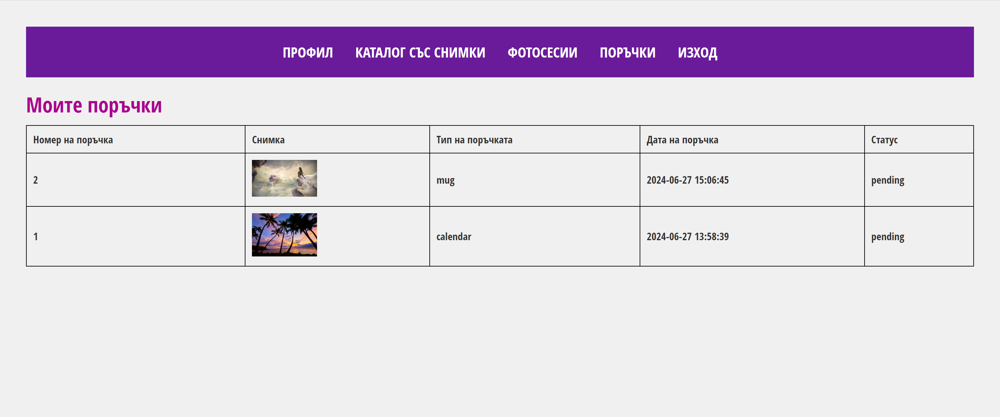 ПРОФИЛ КАТАЛОГ СЪС СНИМКИ ФОТОСЕСИИ ПОРЪЧКИ ИЗХОД
Моите поръчки
Номер на поръчка Снимка Тип на поръчката Дата на поръчка Статус
2 mug 2024-06-27 15:06:45 pending
1 calendar 2024-06-27 13:58:39 pending